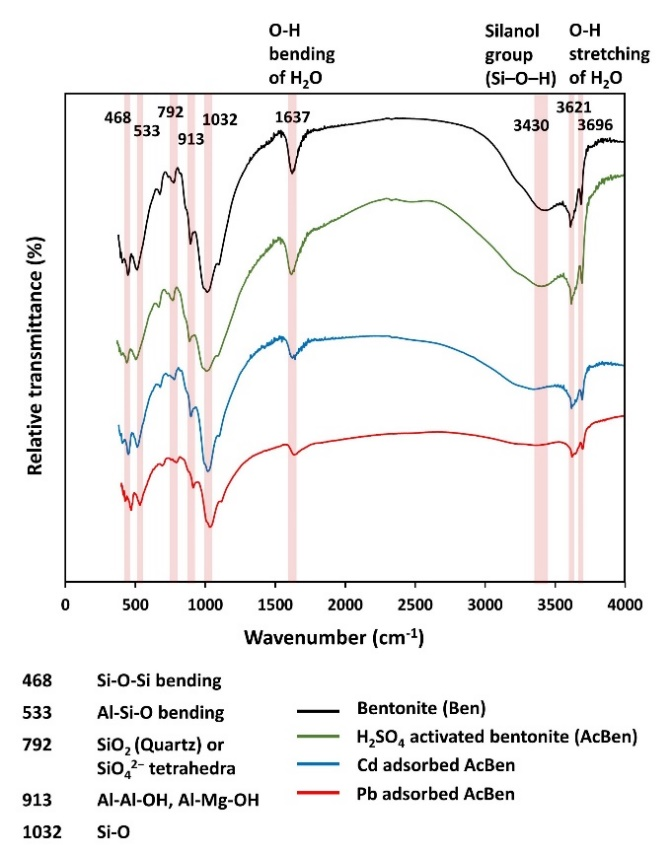 O-H
bending
of H₂O
Silanol
group
(Si–O–H)
O-H
stretching
of H₂O
468
533
792
913
1032
1637
3430
3621
3696
Relative transmittance (%)
0
500
1000
1500
2000
2500
3000
3500
4000
Wavenumber (cm⁻¹)
468 Si-O-Si bending
533 Al-Si-O bending
792 SiO₂ (Quartz) or
SiO₄²⁻ tetrahedra
913 Al-Al-OH, Al-Mg-OH
1032 Si-O
Bentonite (Ben)
H₂SO₄ activated bentonite (AcBen)
Cd adsorbed AcBen
Pb adsorbed AcBen